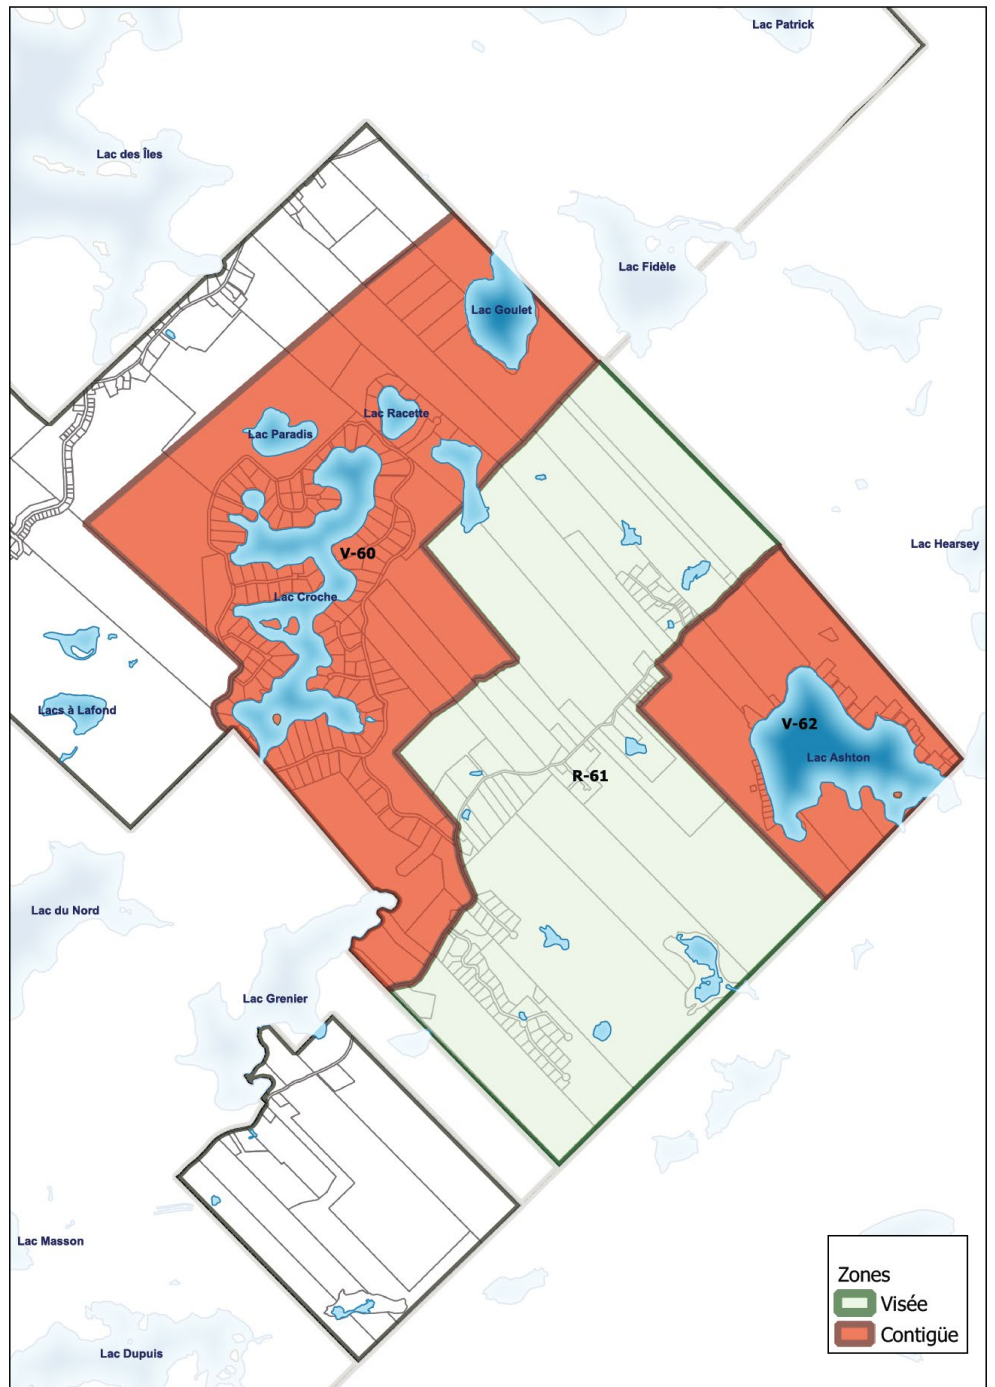 Lac Patrick
Lac des Îles
Lac Fidèle
Lac Goulet
Lac Racette
Lac Paradis
Lac Hearsey
V-60
Lac Croche
Lacs à Lafond
V-62
Lac Ashton
R-61
Lac du Nord
Lac Grenier
Lac Masson
Lac Dupuis
Zones
Visée
Contigüe